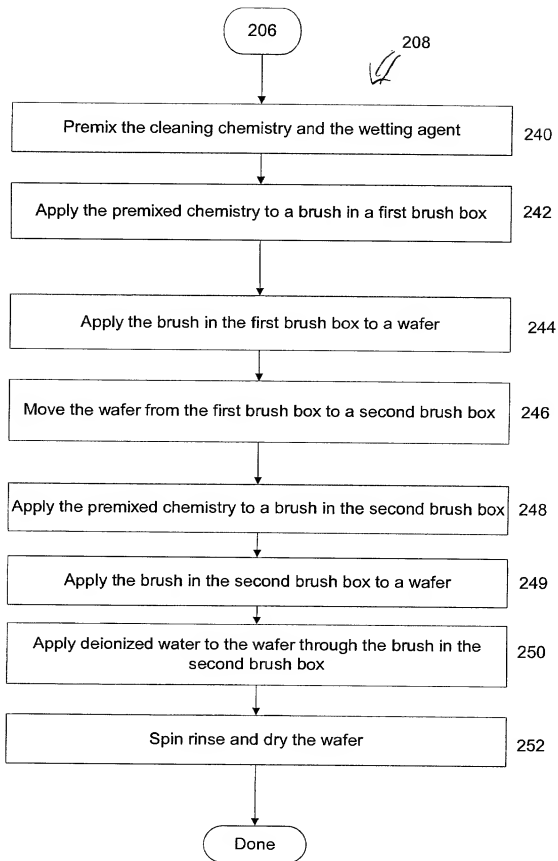 206
208
Premix the cleaning chemistry and the wetting agent
240
Apply the premixed chemistry to a brush in a first brush box
242
Apply the brush in the first brush box to a wafer
244
Move the wafer from the first brush box to a second brush box
246
Apply the premixed chemistry to a brush in the second brush box
248
Apply the brush in the second brush box to a wafer
249
Apply deionized water to the wafer through the brush in the
second brush box
250
Spin rinse and dry the wafer
252
Done